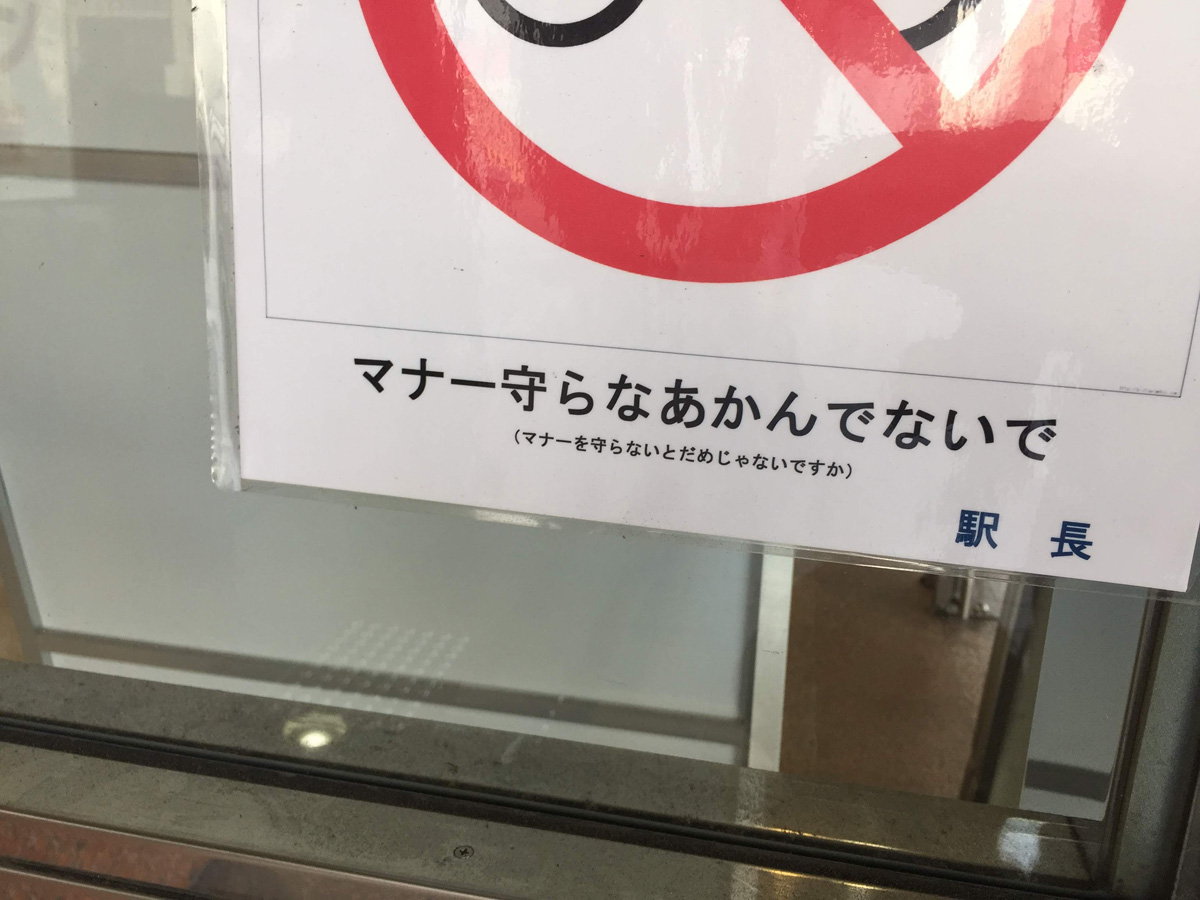 マナー守らなあかんでないで
（マナーを守らないとだめじゃないですか）
駅 長